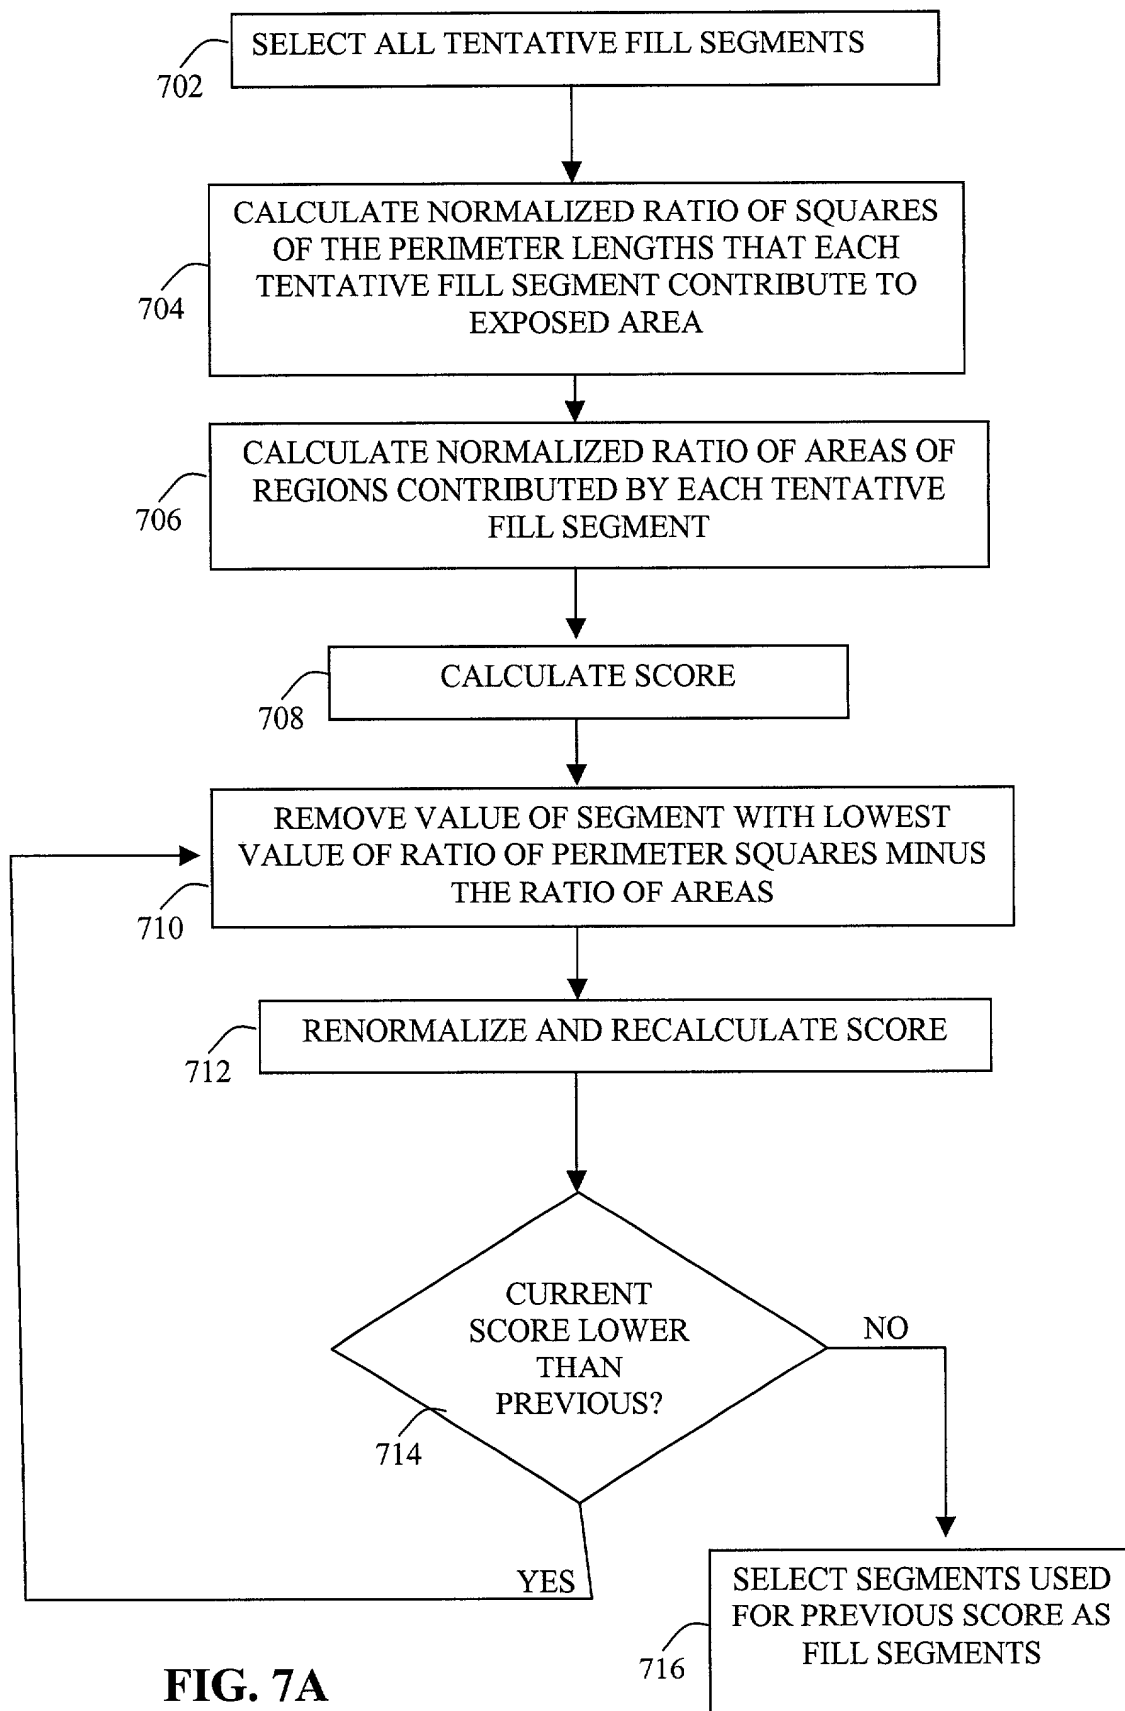 SELECT ALL TENTATIVE FILL SEGMENTS
702
CALCULATE NORMALIZED RATIO OF SQUARES
OF THE PERIMETER LENGTHS THAT EACH
TENTATIVE FILL SEGMENT CONTRIBUTE TO
EXPOSED AREA
704
CALCULATE NORMALIZED RATIO OF AREAS OF
REGIONS CONTRIBUTED BY EACH TENTATIVE
FILL SEGMENT
706
CALCULATE SCORE
708
REMOVE VALUE OF SEGMENT WITH LOWEST
VALUE OF RATIO OF PERIMETER SQUARES MINUS
THE RATIO OF AREAS
710
RENORMALIZE AND RECALCULATE SCORE
712
CURRENT
SCORE LOWER
THAN
PREVIOUS?
714
NO
YES
SELECT SEGMENTS USED
FOR PREVIOUS SCORE AS
FILL SEGMENTS
716
FIG. 7A